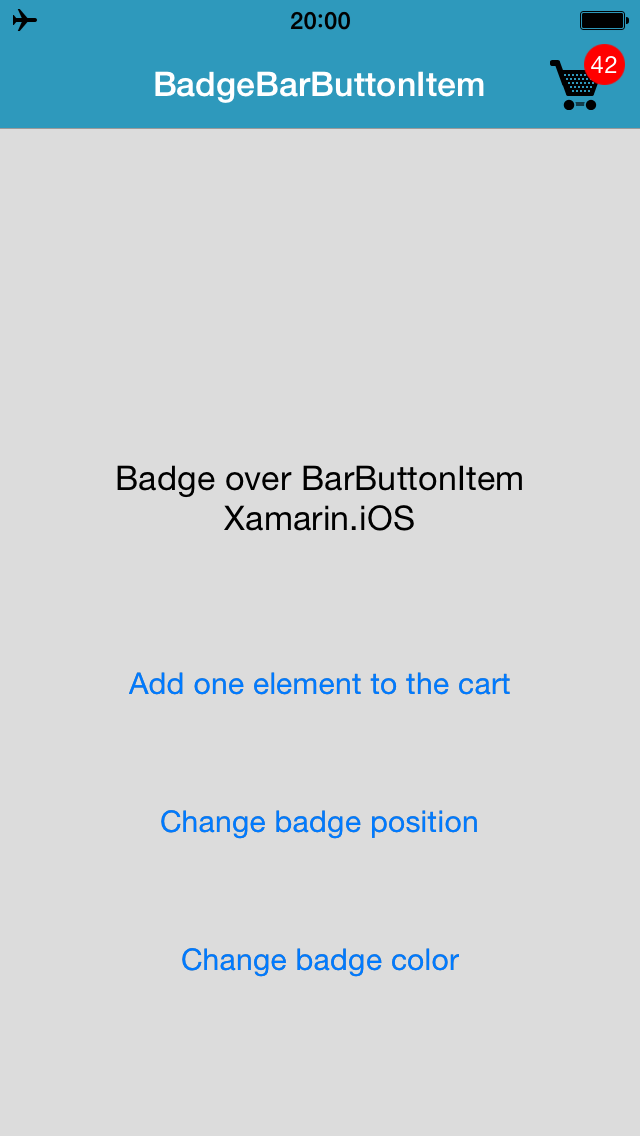 20:00
BadgeBarButtonItem
42
Badge over BarButtonItem
Xamarin.iOS
Add one element to the cart
Change badge position
Change badge color